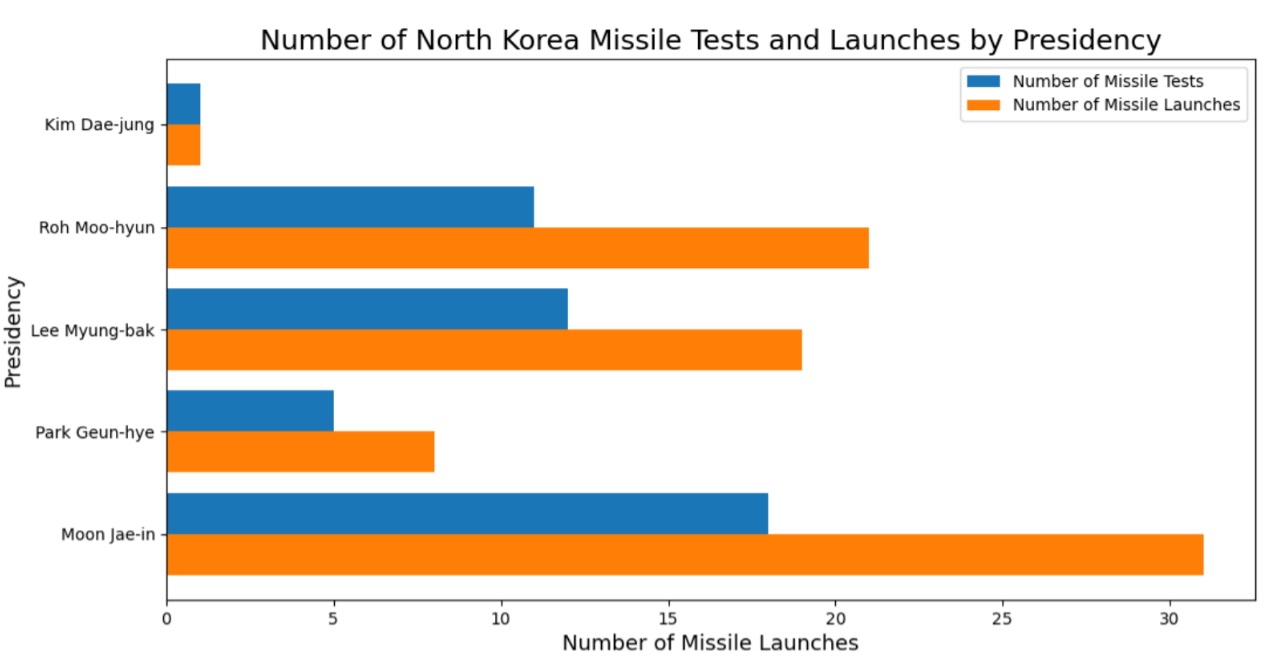 Number of North Korea Missile Tests and Launches by Presidency
Number of Missile Tests
Number of Missile Launches
Kim Dae-jung
Roh Moo-hyun
Lee Myung-bak
Park Geun-hye
Moon Jae-in
Presidency
0 5 10 15 20 25 30
Number of Missile Launches